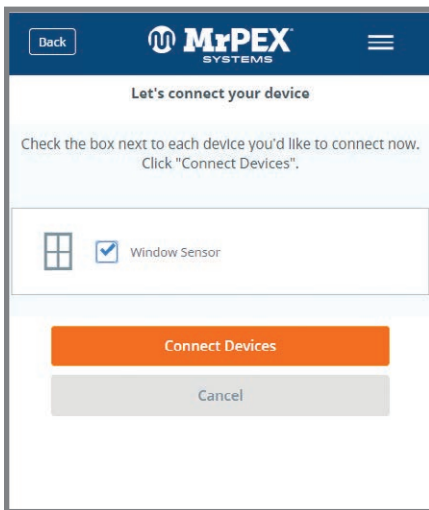 Back
MrPEX
SYSTEMS
Let's connect your device
Check the box next to each device you'd like to connect now.
Click "Connect Devices".
Window Sensor
Connect Devices
Cancel